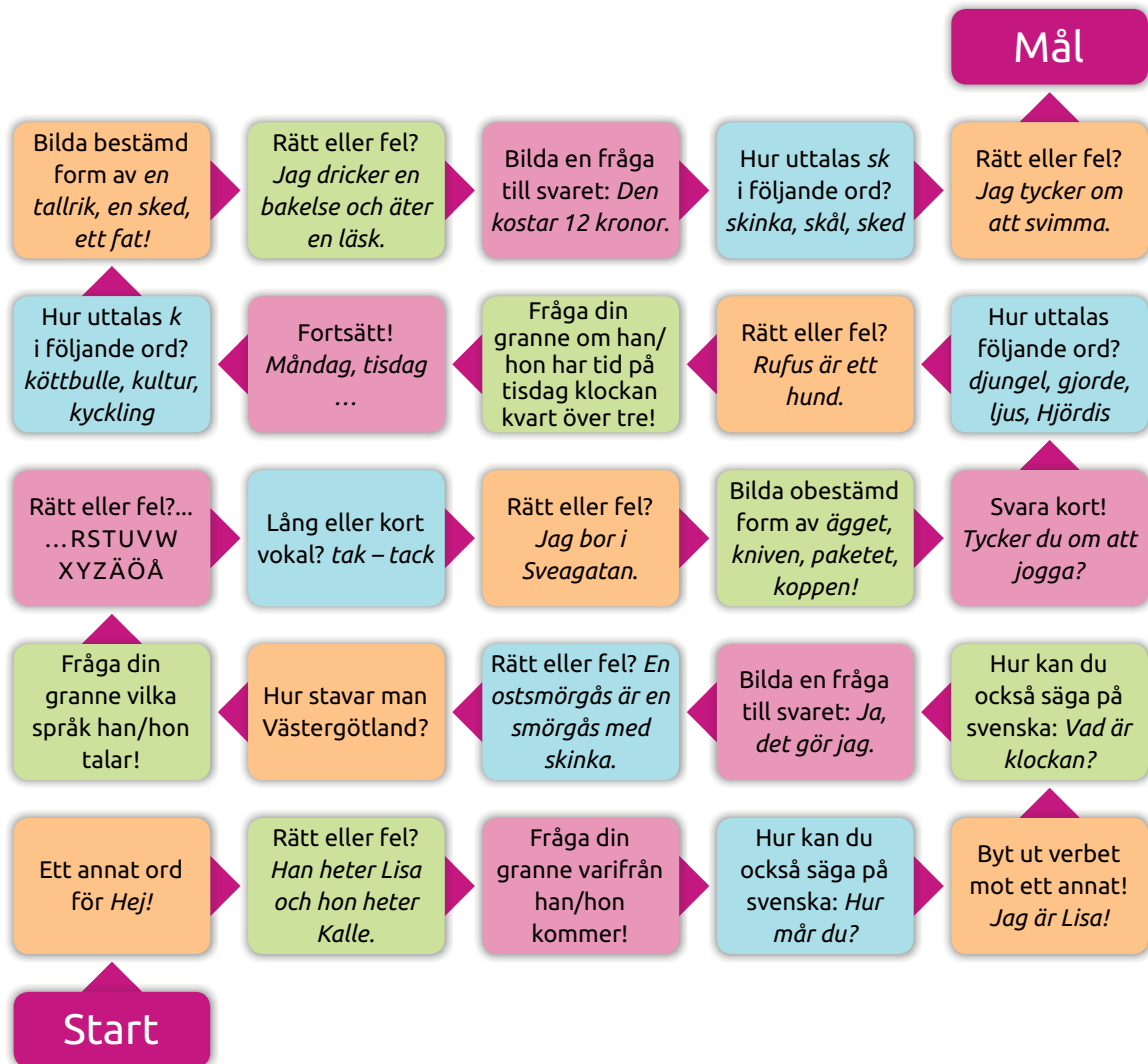 Mål
Bilda bestämd
form av en
tallrik, en sked,
ett fat!
Rätt eller fel?
Jag dricker en
bakelse och äter
en läsk.
Bilda en fråga
till svaret: Den
kostar 12 kronor.
Hur uttalas sk
i följande ord?
skinka, skål, sked
Rätt eller fel?
Jag tycker om
att svimma.
Hur uttalas k
i följande ord?
köttbulle, kultur,
kyckling
Fortsätt!
Måndag, tisdag
…
Fråga din
granne om han/
hon har tid på
tisdag klockan
kvart över tre!
Rätt eller fel?
Rufus är ett
hund.
Hur uttalas
följande ord?
djungel, gjorde,
ljus, Hjördis
Rätt eller fel?...
…RSTUVW
XYZÄÖÅ
Lång eller kort
vokal? tak – tack
Rätt eller fel?
Jag bor i
Sveagatan.
Bilda obestämd
form av ägget,
kniven, paketet,
koppen!
Svara kort!
Tycker du om att
jogga?
Fråga din
granne vilka
språk han/hon
talar!
Hur stavar man
Västergötland?
Rätt eller fel? En
ostsmörgås är en
smörgås med
skinka.
Bilda en fråga
till svaret: Ja,
det gör jag.
Hur kan du
också säga på
svenska: Vad är
klockan?
Ett annat ord
för Hej!
Rätt eller fel?
Han heter Lisa
och hon heter
Kalle.
Fråga din
granne varifrån
han/hon
kommer!
Hur kan du
också säga på
svenska: Hur
mår du?
Byt ut verbet
mot ett annat!
Jag är Lisa!
Start